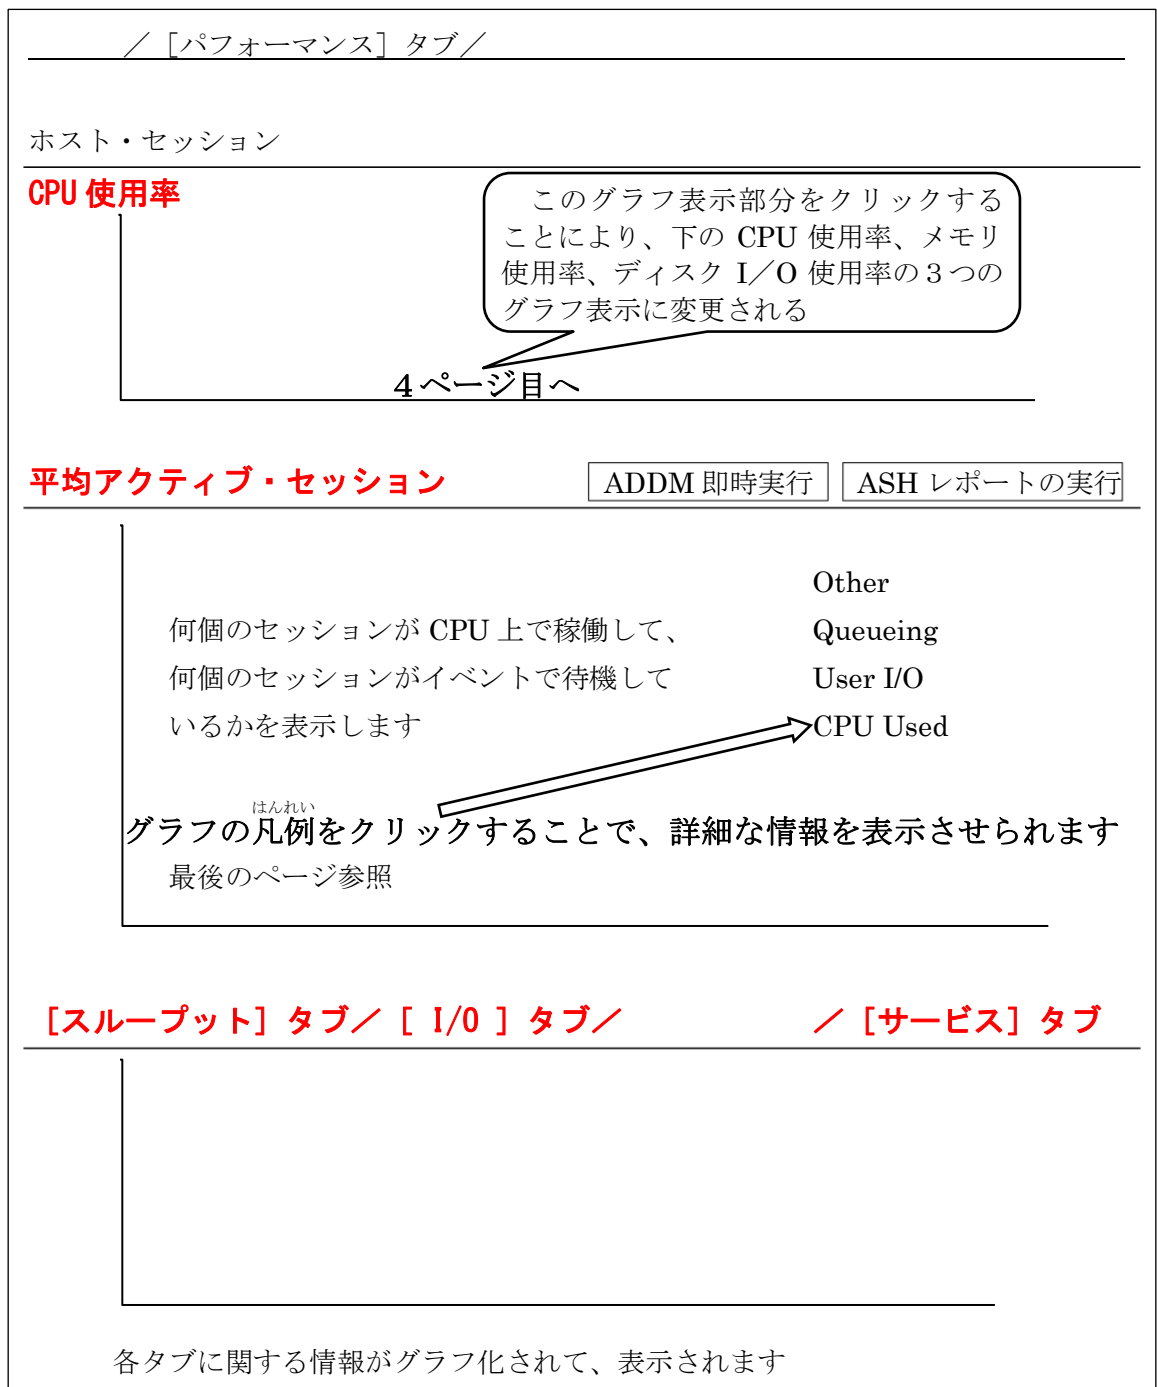 ／［パフォーマンス］タブ／
ホスト・セッション
CPU 使用率
このグラフ表示部分をクリックする
ことにより、下の CPU 使用率、メモリ
使用率、ディスク I／O 使用率の３つの
グラフ表示に変更される
４ページ目へ
平均アクティブ・セッション
ADDM 即時実行
ASH レポートの実行
Other
何個のセッションが CPU 上で稼働して、
Queueing
何個のセッションがイベントで待機して
User I/O
いるかを表示します
CPU Used
はんれい
グラフの凡例をクリックすることで、詳細な情報を表示させられます
最後のページ参照
［スループット］タブ／［ I/O ］タブ／ ／［サービス］タブ
各タブに関する情報がグラフ化されて、表示されます